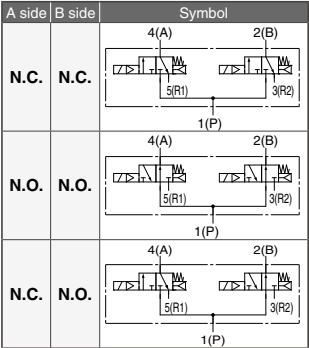 A side B side Symbol
4(A) 2(B)
N.C. N.C.
5(R1) 3(R2)
1(P)
4(A) 2(B)
N.O. N.O.
5(R1) 3(R2)
1(P)
4(A) 2(B)
N.C. N.O.
5(R1) 3(R2)
1(P)